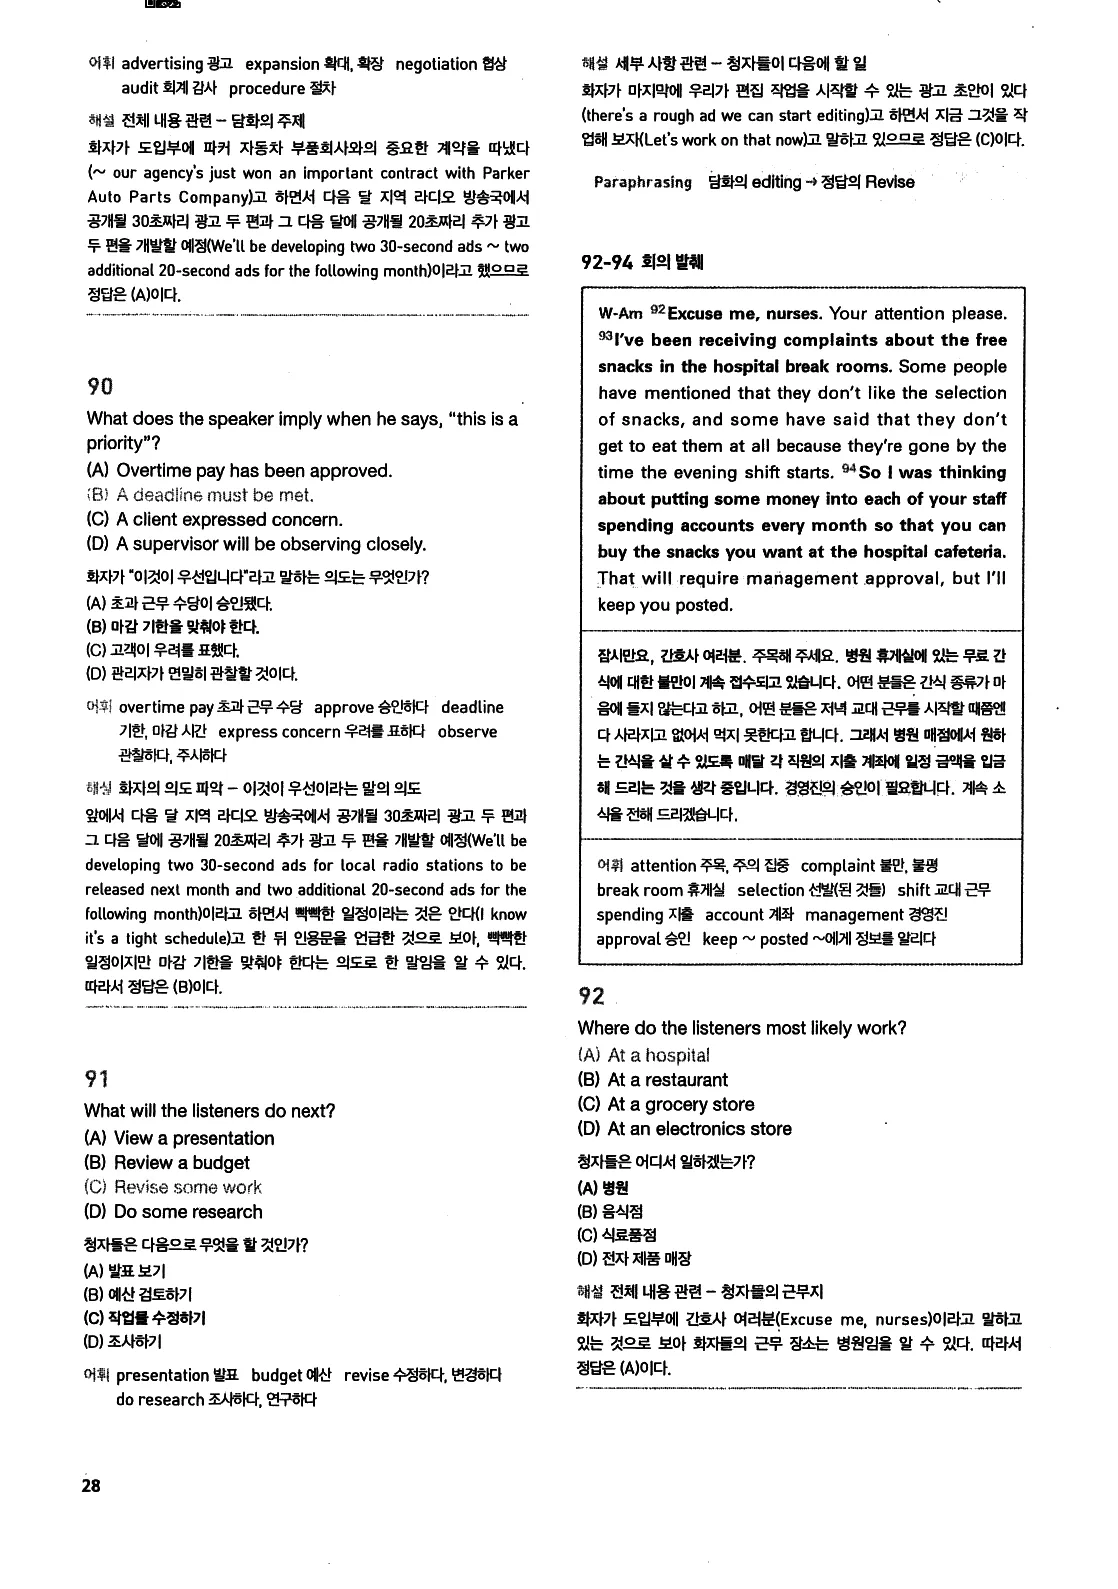 어휘 advertising 광고 expansion 확대, 확장 negotiation 협상
audit 회계 감사 procedure 절차
해설 전체 내용 관련 – 담화의 주제
화자가 도입부에 파커 자동차 부품회사와의 중요한 계약을 따냈다
(~ our agency's just won an important contract with Parker
Auto Parts Company)고 하면서 다음 달 지역 라디오 방송국에서
공개될 30초짜리 광고 두 편과 그 다음 달에 공개될 20초짜리 추가 광고
두 편을 개발할 예정(We'll be developing two 30-second ads ~ two
additional 20-second ads for the following month)이라고 했으므로
정답은 (A)이다.
90
What does the speaker imply when he says, "this is a
priority"?
(A) Overtime pay has been approved.
(B) A deadline must be met.
(C) A client expressed concern.
(D) A supervisor will be observing closely.
화자가 "이것이 우선입니다"라고 말하는 의도는 무엇인가?
(A) 초과 근무 수당이 승인됐다.
(B) 마감 기한을 맞춰야 한다.
(C) 고객이 우려를 표했다.
(D) 관리자가 면밀히 관찰할 것이다.
어휘 overtime pay 초과 근무 수당 approve 승인하다 deadline
기한, 마감 시간 express concern 우려를 표하다 observe
관찰하다, 주시하다
해설 화자의 의도 파악 – 이것이 우선이라는 말의 의도
앞에서 다음 달 지역 라디오 방송국에서 공개될 30초짜리 광고 두 편과
그 다음 달에 공개될 20초짜리 추가 광고 두 편을 개발할 예정(We'll be
developing two 30-second ads for local radio stations to be
released next month and two additional 20-second ads for the
following month)이라고 하면서 빡빡한 일정이라는 것은 안다(I know
it's a tight schedule)고 한 뒤 인용문을 언급한 것으로 보아, 빡빡한
일정이지만 마감 기한을 맞춰야 한다는 의도로 한 말임을 알 수 있다.
따라서 정답은 (B)이다.
91
What will the listeners do next?
(A) View a presentation
(B) Review a budget
(C) Revise some work
(D) Do some research
청자들은 다음으로 무엇을 할 것인가?
(A) 발표 보기
(B) 예산 검토하기
(C) 작업물 수정하기
(D) 조사하기
어휘 presentation 발표 budget 예산 revise 수정하다, 변경하다
do research 조사하다, 연구하다
28
해설 세부 사항 관련 – 청자들이 다음에 할 일
화자가 마지막에 우리가 편집 작업을 시작할 수 있는 광고 초안이 있다
(there's a rough ad we can start editing)고 하면서 지금 그것을 작
업해 보자(Let's work on that now)고 말하고 있으므로 정답은 (C)이다.
Paraphrasing 담화의 editing → 정답의 Revise
92-94 회의 발췌
W-Am 92Excuse me, nurses. Your attention please.
93I've been receiving complaints about the free
snacks in the hospital break rooms. Some people
have mentioned that they don't like the selection
of snacks, and some have said that they don't
get to eat them at all because they're gone by the
time the evening shift starts. 94So I was thinking
about putting some money into each of your staff
spending accounts every month so that you can
buy the snacks you want at the hospital cafeteria.
That will require management approval, but I'll
keep you posted.
잠시만요, 간호사 여러분. 주목해 주세요. 병원 휴게실에 있는 무료 간
식에 대한 불만이 계속 접수되고 있습니다. 어떤 분들은 간식 종류가 마
음에 들지 않는다고 하고, 어떤 분들은 저녁 교대 근무를 시작할 때쯤엔
다 사라지고 없어서 먹지 못한다고 합니다. 그래서 병원 매점에서 원하
는 간식을 살 수 있도록 매달 각 직원의 지출 계좌에 일정 금액을 입금
해 드리는 것을 생각 중입니다. 경영진의 승인이 필요합니다. 계속 소
식을 전해 드리겠습니다.
어휘 attention 주목, 주의 집중 complaint 불만, 불평
break room 휴게실 selection 선발(된 것들) shift 교대 근무
spending 지출 account 계좌 management 경영진
approval 승인 keep ~ posted ~에게 정보를 알리다
92
Where do the listeners most likely work?
(A) At a hospital
(B) At a restaurant
(C) At a grocery store
(D) At an electronics store
청자들은 어디서 일하겠는가?
(A) 병원
(B) 음식점
(C) 식료품점
(D) 전자 제품 매장
해설 전체 내용 관련 – 청자들의 근무지
화자가 도입부에 간호사 여러분(Excuse me, nurses)이라고 말하고
있는 것으로 보아 화자들의 근무 장소는 병원임을 알 수 있다. 따라서
정답은 (A)이다.